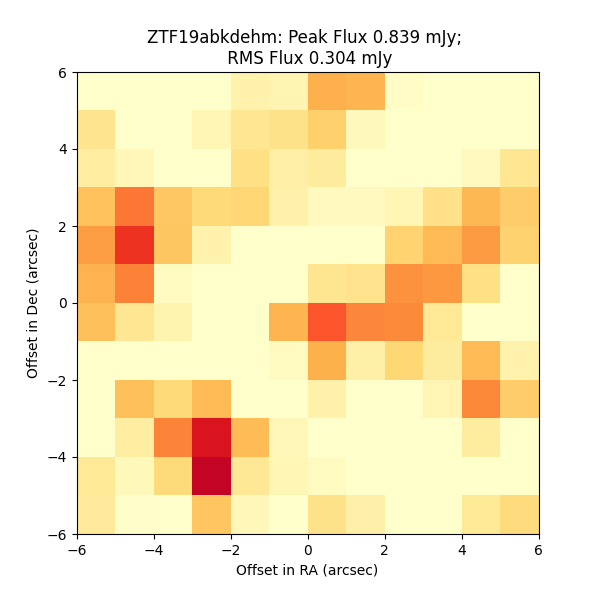 ZTF19abkdehm: Peak Flux 0.839 mJy;
RMS Flux 0.304 mJy
6
4
2
0
−2
−4
−6
Offset in Dec (arcsec)
−6 −4 −2 0 2 4 6
Offset in RA (arcsec)